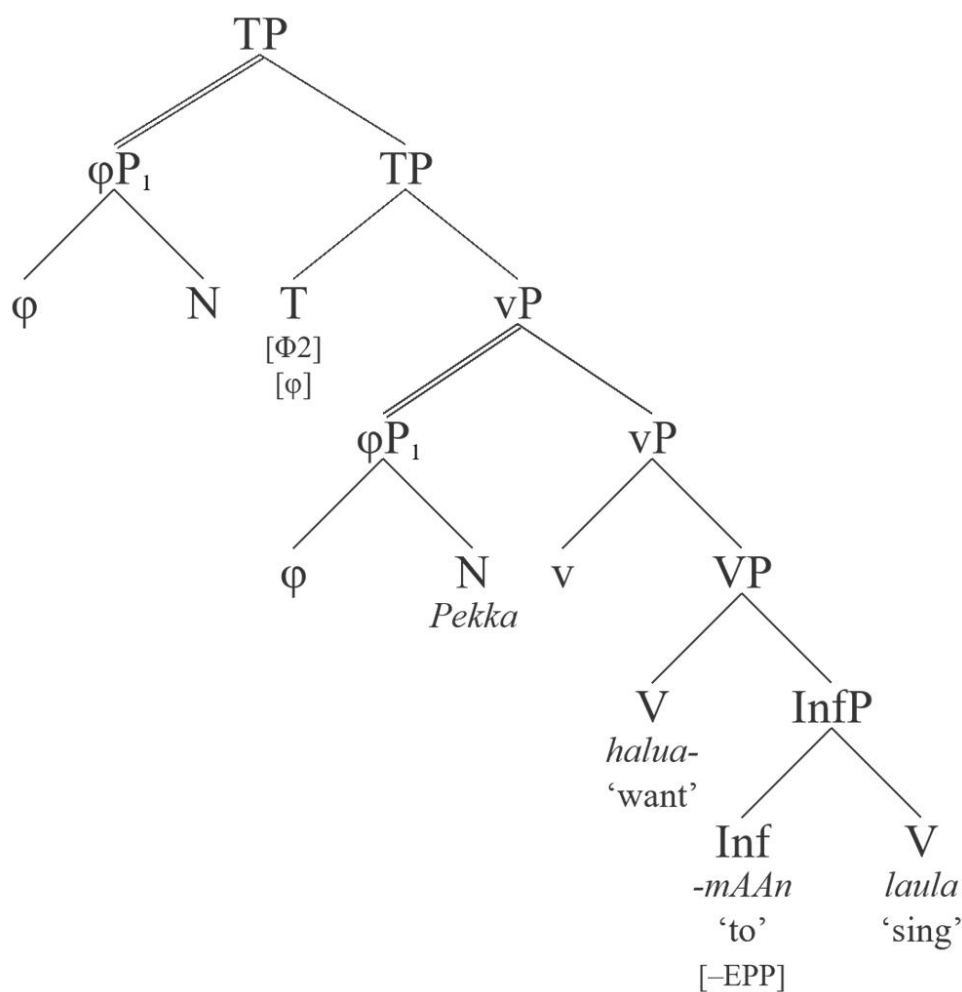 TP
φP₁ TP
φ N T vP
[Φ2]
[φ]
φP₁ vP
φ N v VP
Pekka
V InfP
halua-
‘want’
Inf V
-mAAn laula
‘to’ ‘sing’
[–EPP]